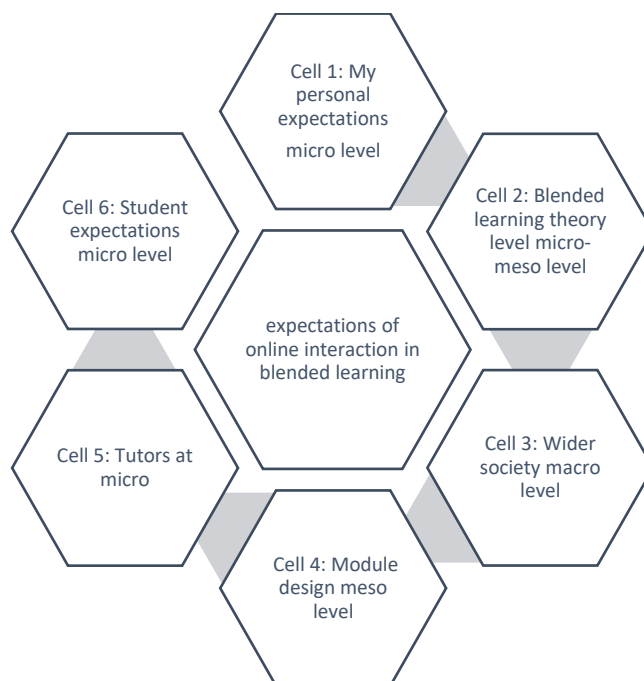 Cell 1: My
personal
expectations
micro level
Cell 2: Blended
learning theory
level micro-
meso level
Cell 3: Wider
society macro
level
Cell 4: Module
design meso
level
Cell 5: Tutors at
micro
Cell 6: Student
expectations
micro level
expectations of
online interaction in
blended learning